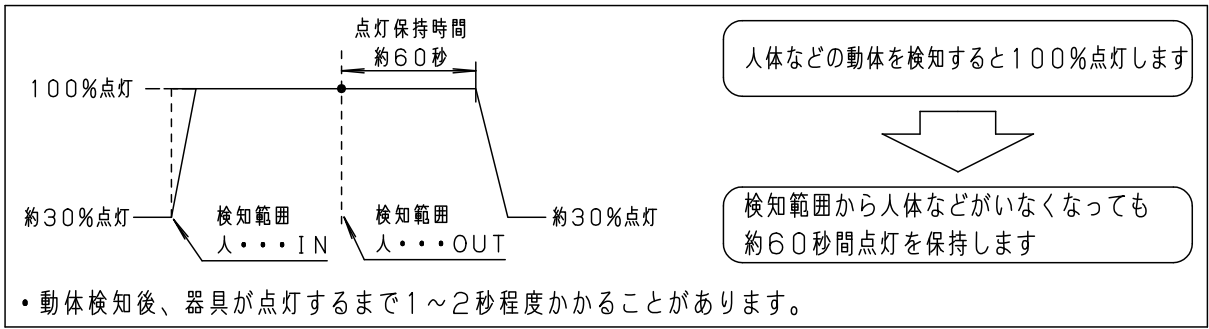 点灯保持時間
約60秒
100%点灯
約30%点灯
検知範囲
人・・・IN
検知範囲
人・・・OUT
約30%点灯
人体などの動体を検知すると100%点灯します
検知範囲から人体などがいなくなっても
約60秒間点灯を保持します
・動体検知後、器具が点灯するまで1~2秒程度かかることがあります。